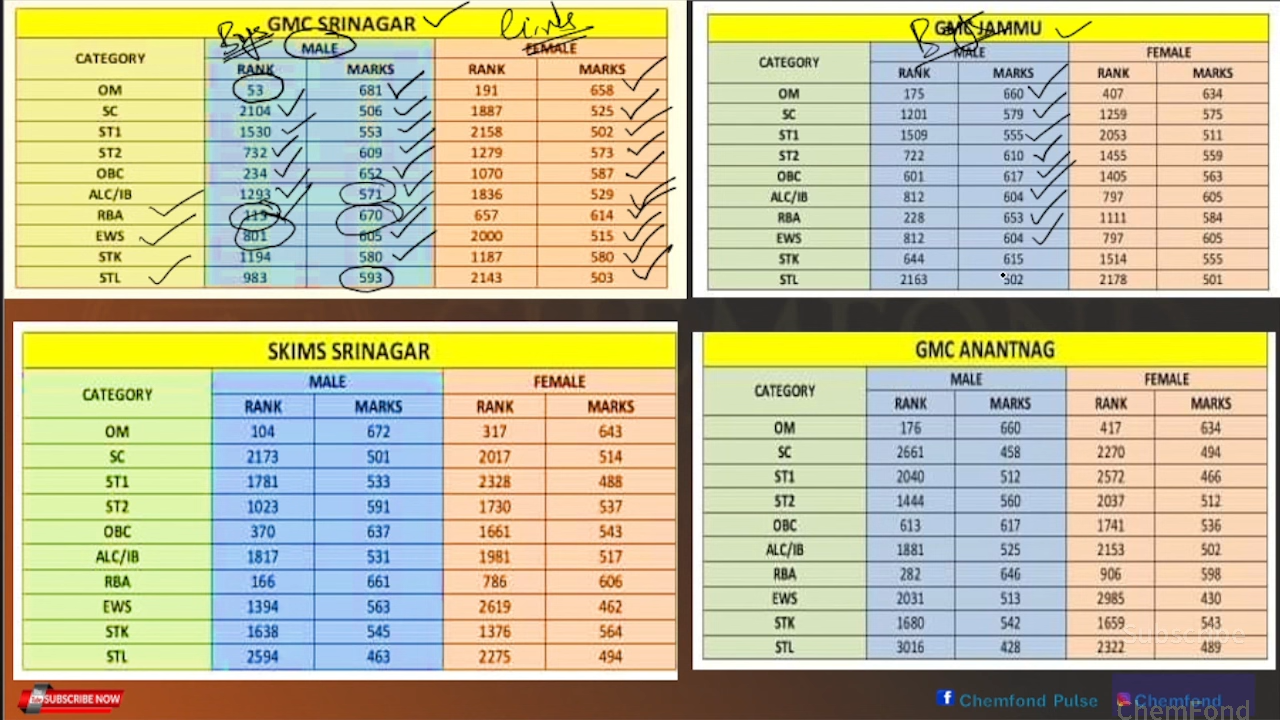 GMC SRINAGAR
Boys
Girls
CATEGORY MALE FEMALE
RANK MARKS RANK MARKS
OM 53 681 191 658
SC 2104 506 1887 525
ST1 1530 553 2158 502
ST2 732 609 1279 573
OBC 234 652 1070 587
ALC/IB 1293 571 1836 529
RBA 113 670 657 614
EWS 801 605 2000 515
STK 1194 580 1187 580
STL 983 593 2143 503
GMC JAMMU
CATEGORY MALE FEMALE
RANK MARKS RANK MARKS
OM 175 660 407 634
SC 1201 579 1259 575
ST1 1509 555 2053 511
ST2 722 610 1455 559
OBC 601 617 1405 563
ALC/IB 812 604 797 605
RBA 228 653 1111 584
EWS 812 604 797 605
STK 644 615 1514 555
STL 2163 502 2178 501
SKIMS SRINAGAR
CATEGORY MALE FEMALE
RANK MARKS RANK MARKS
OM 104 672 317 643
SC 2173 501 2017 514
ST1 1781 533 2328 488
ST2 1023 591 1730 537
OBC 370 637 1661 543
ALC/IB 1817 531 1981 517
RBA 166 661 786 606
EWS 1394 563 2619 462
STK 1638 545 1376 564
STL 2594 463 2275 494
GMC ANANTNAG
CATEGORY MALE FEMALE
RANK MARKS RANK MARKS
OM 176 660 417 634
SC 2661 458 2270 494
ST1 2040 512 2572 466
ST2 1444 560 2037 512
OBC 613 617 1741 536
ALC/IB 1881 525 2153 502
RBA 282 646 906 598
EWS 2031 513 2985 430
STK 1680 542 1659 543
STL 3016 428 2322 489
Subscribe
SUBSCRIBE NOW
Chemfond Pulse Chemfond
ChemFond